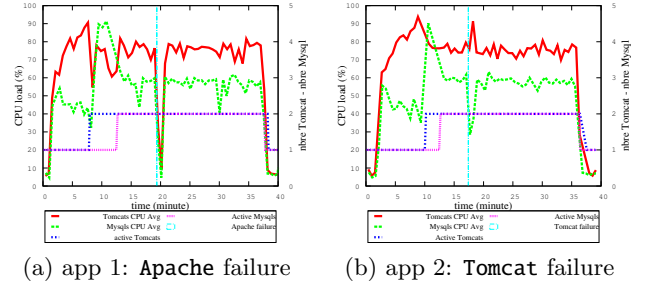 100
90
80
70
60
50
40
30
20
10
0
CPU load (%)
5
4
3
2
1
0
nbre Tomcat - nbre Mysql
0 5 10 15 20 25 30 35 40
time (minute)
Tomcats CPU Avg
Mysqls CPU Avg
active Tomcats
Active Mysqls
Apache failure
(a) app 1: Apache failure
100
90
80
70
60
50
40
30
20
10
0
CPU load (%)
5
4
3
2
1
0
nbre Tomcat - nbre Mysql
0 5 10 15 20 25 30 35 40
time (minute)
Tomcats CPU Avg
Mysqls CPU Avg
active Tomcats
Active Mysqls
Tomcat failure
(b) app 2: Tomcat failure